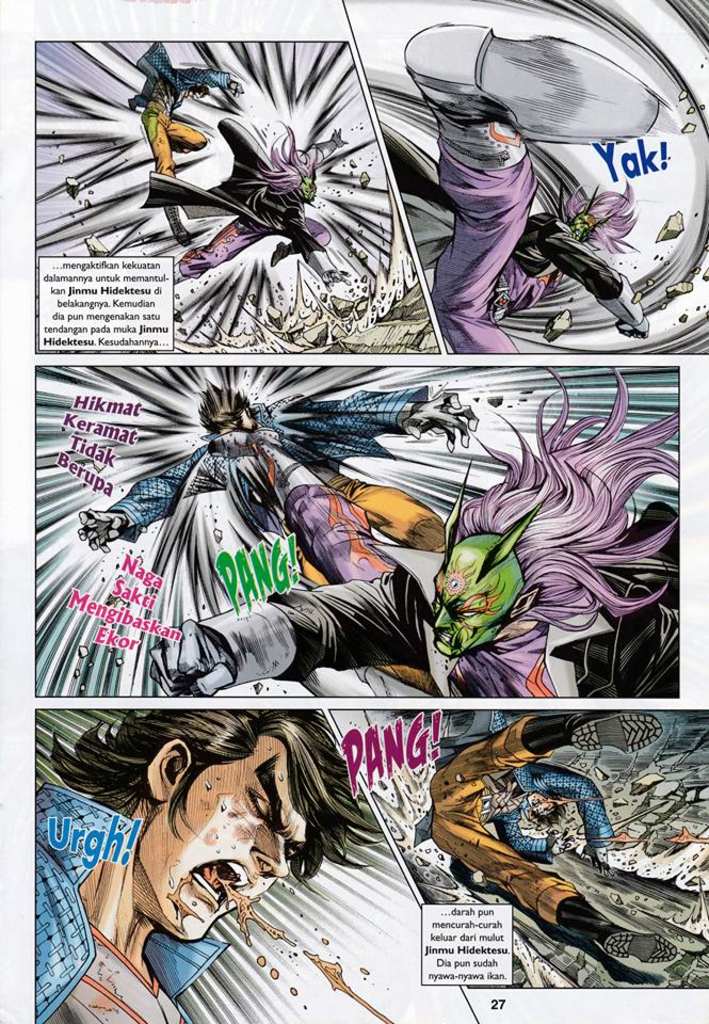 ...mengaktifkan kekuatan
dalamannya untuk memantul-
kan Jinmu Hidektesu di
belakangnya. Kemudian
dia pun mengenakan satu
tendangan pada muka Jinmu
Hidektesu. Kesudahannya...
Yak!
Hikmat
Keramat
Tidak
Berupa
Naga
Sakti
Mengibaskan
Ekor
PANG!
Urgh!
PANG!
...darah pun
mencurah-curah
keluar dari mulut
Jinmu Hidektesu.
Dia pun sudah
nyawa-nyawa ikan.
27